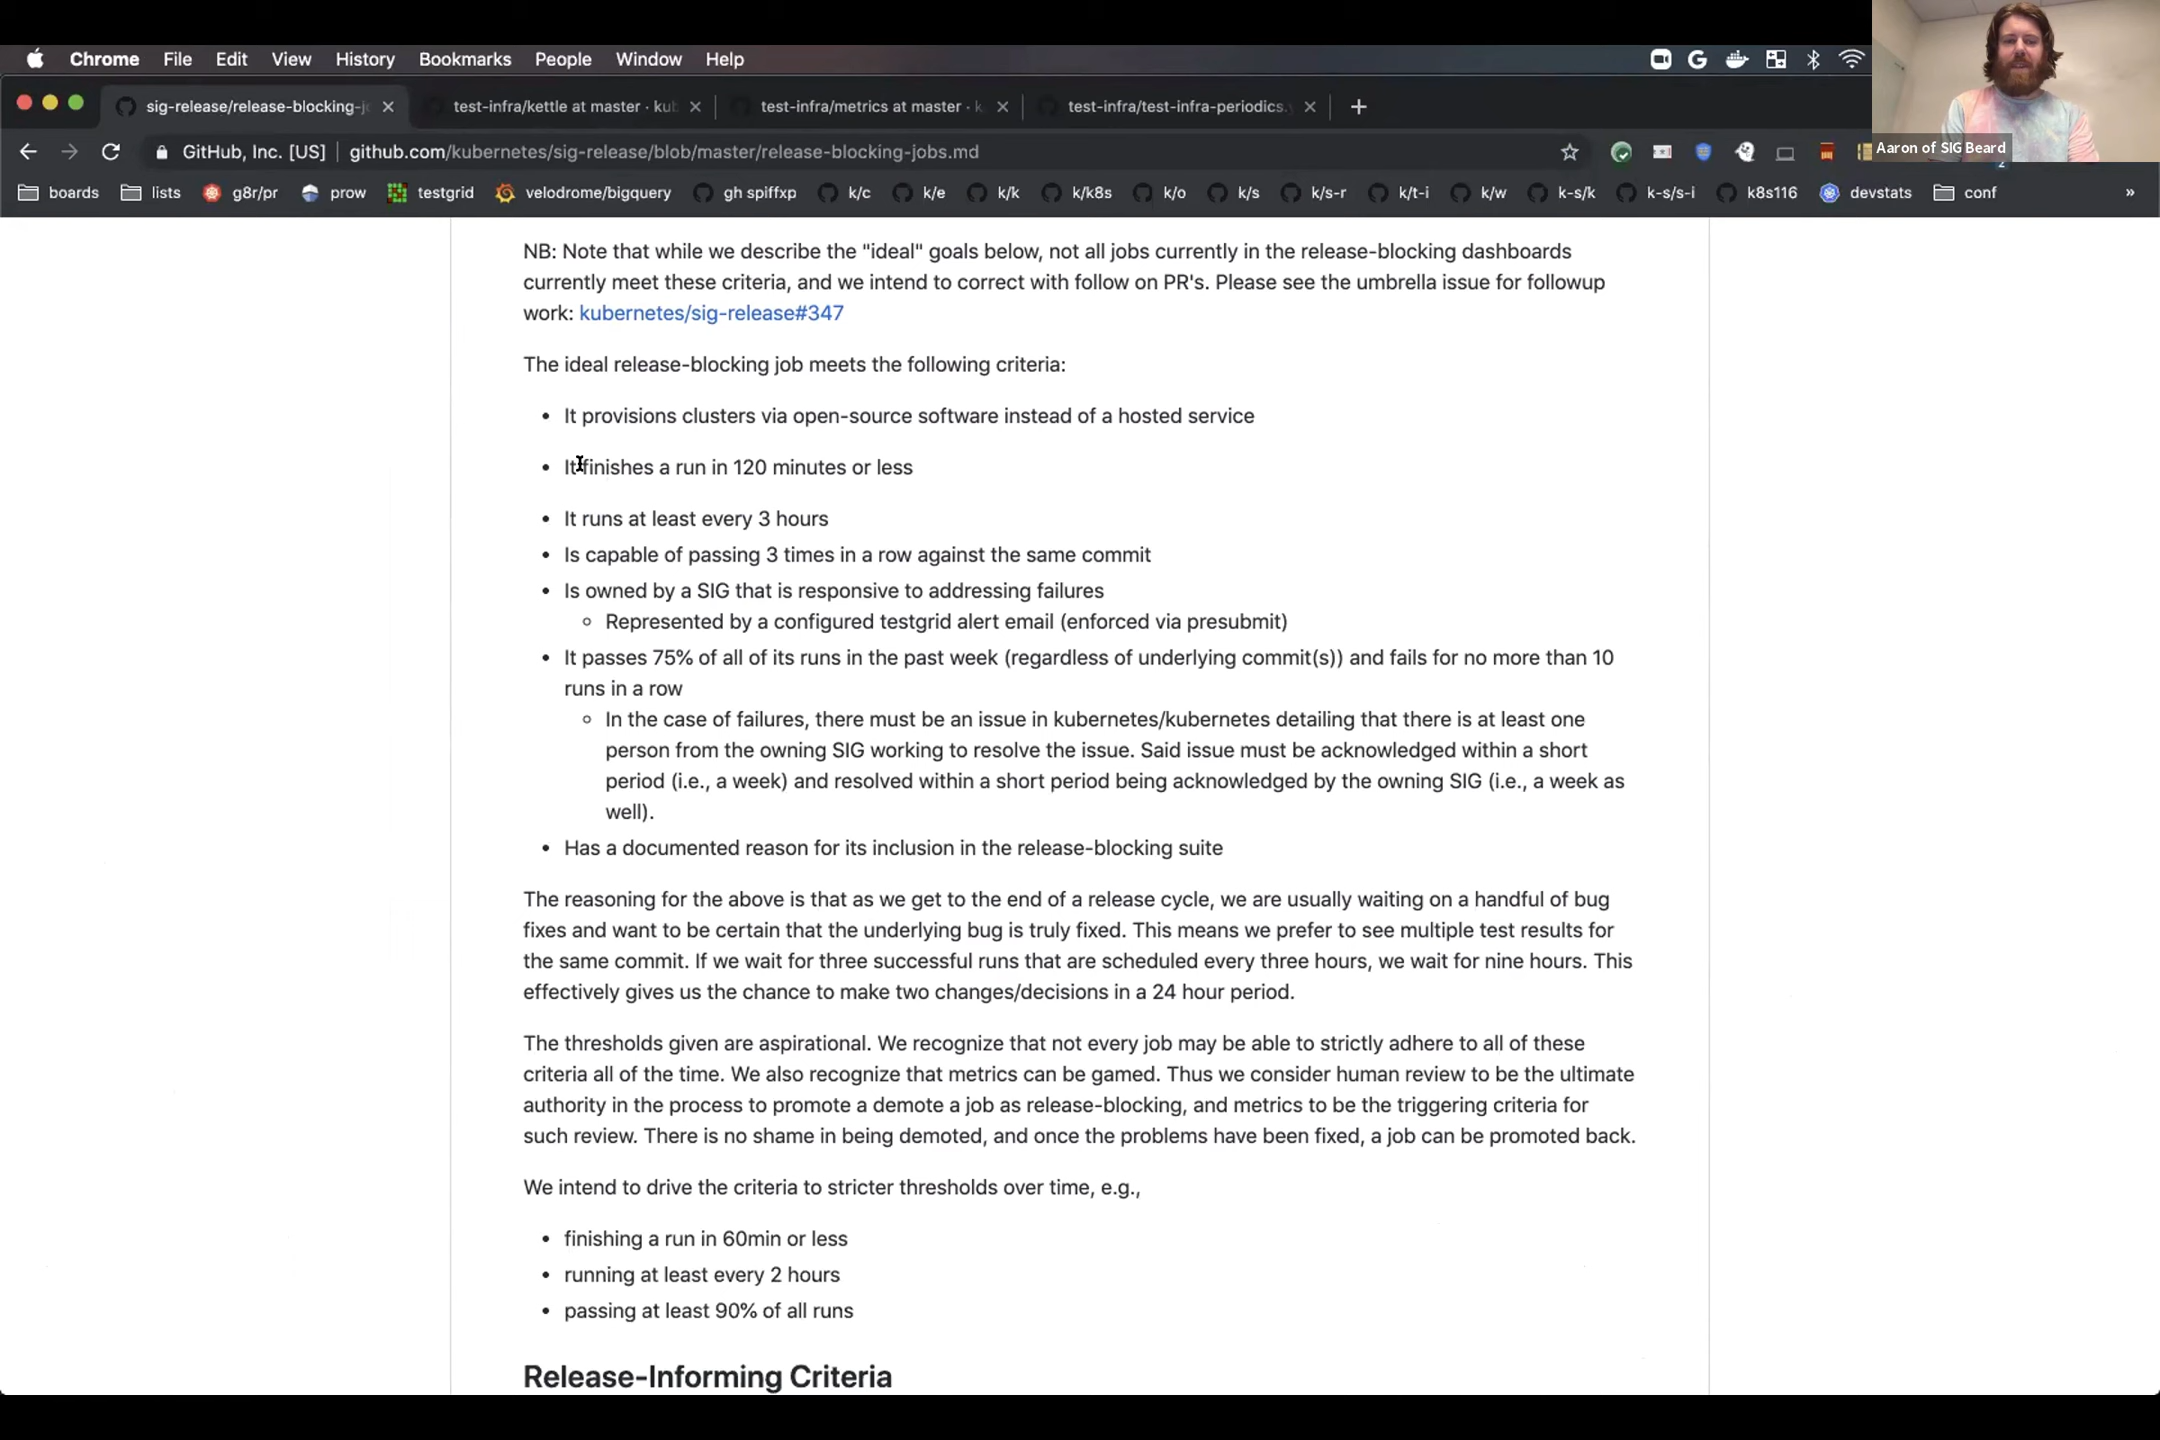 Chrome File Edit View History Bookmarks People Window Help
sig-release/release-blocking-j
test-infra/kettle at master · kub
test-infra/metrics at master · k
test-infra/test-infra-periodics.
GitHub, Inc. [US] github.com/kubernetes/sig-release/blob/master/release-blocking-jobs.md
Aaron of SIG Beard
2
boards lists g8r/pr prow testgrid velodrome/bigquery gh spiffxp k/c k/e k/k k/k8s k/o k/s k/s-r k/t-i k/w k-s/k k-s/s-i k8s116 devstats conf »
NB: Note that while we describe the "ideal" goals below, not all jobs currently in the release-blocking dashboards
currently meet these criteria, and we intend to correct with follow on PR's. Please see the umbrella issue for followup
work: kubernetes/sig-release#347
The ideal release-blocking job meets the following criteria:
• It provisions clusters via open-source software instead of a hosted service
• It finishes a run in 120 minutes or less
• It runs at least every 3 hours
• Is capable of passing 3 times in a row against the same commit
• Is owned by a SIG that is responsive to addressing failures
◦ Represented by a configured testgrid alert email (enforced via presubmit)
• It passes 75% of all of its runs in the past week (regardless of underlying commit(s)) and fails for no more than 10
runs in a row
◦ In the case of failures, there must be an issue in kubernetes/kubernetes detailing that there is at least one
person from the owning SIG working to resolve the issue. Said issue must be acknowledged within a short
period (i.e., a week) and resolved within a short period being acknowledged by the owning SIG (i.e., a week as
well).
• Has a documented reason for its inclusion in the release-blocking suite
The reasoning for the above is that as we get to the end of a release cycle, we are usually waiting on a handful of bug
fixes and want to be certain that the underlying bug is truly fixed. This means we prefer to see multiple test results for
the same commit. If we wait for three successful runs that are scheduled every three hours, we wait for nine hours. This
effectively gives us the chance to make two changes/decisions in a 24 hour period.
The thresholds given are aspirational. We recognize that not every job may be able to strictly adhere to all of these
criteria all of the time. We also recognize that metrics can be gamed. Thus we consider human review to be the ultimate
authority in the process to promote a demote a job as release-blocking, and metrics to be the triggering criteria for
such review. There is no shame in being demoted, and once the problems have been fixed, a job can be promoted back.
We intend to drive the criteria to stricter thresholds over time, e.g.,
• finishing a run in 60min or less
• running at least every 2 hours
• passing at least 90% of all runs
Release-Informing Criteria